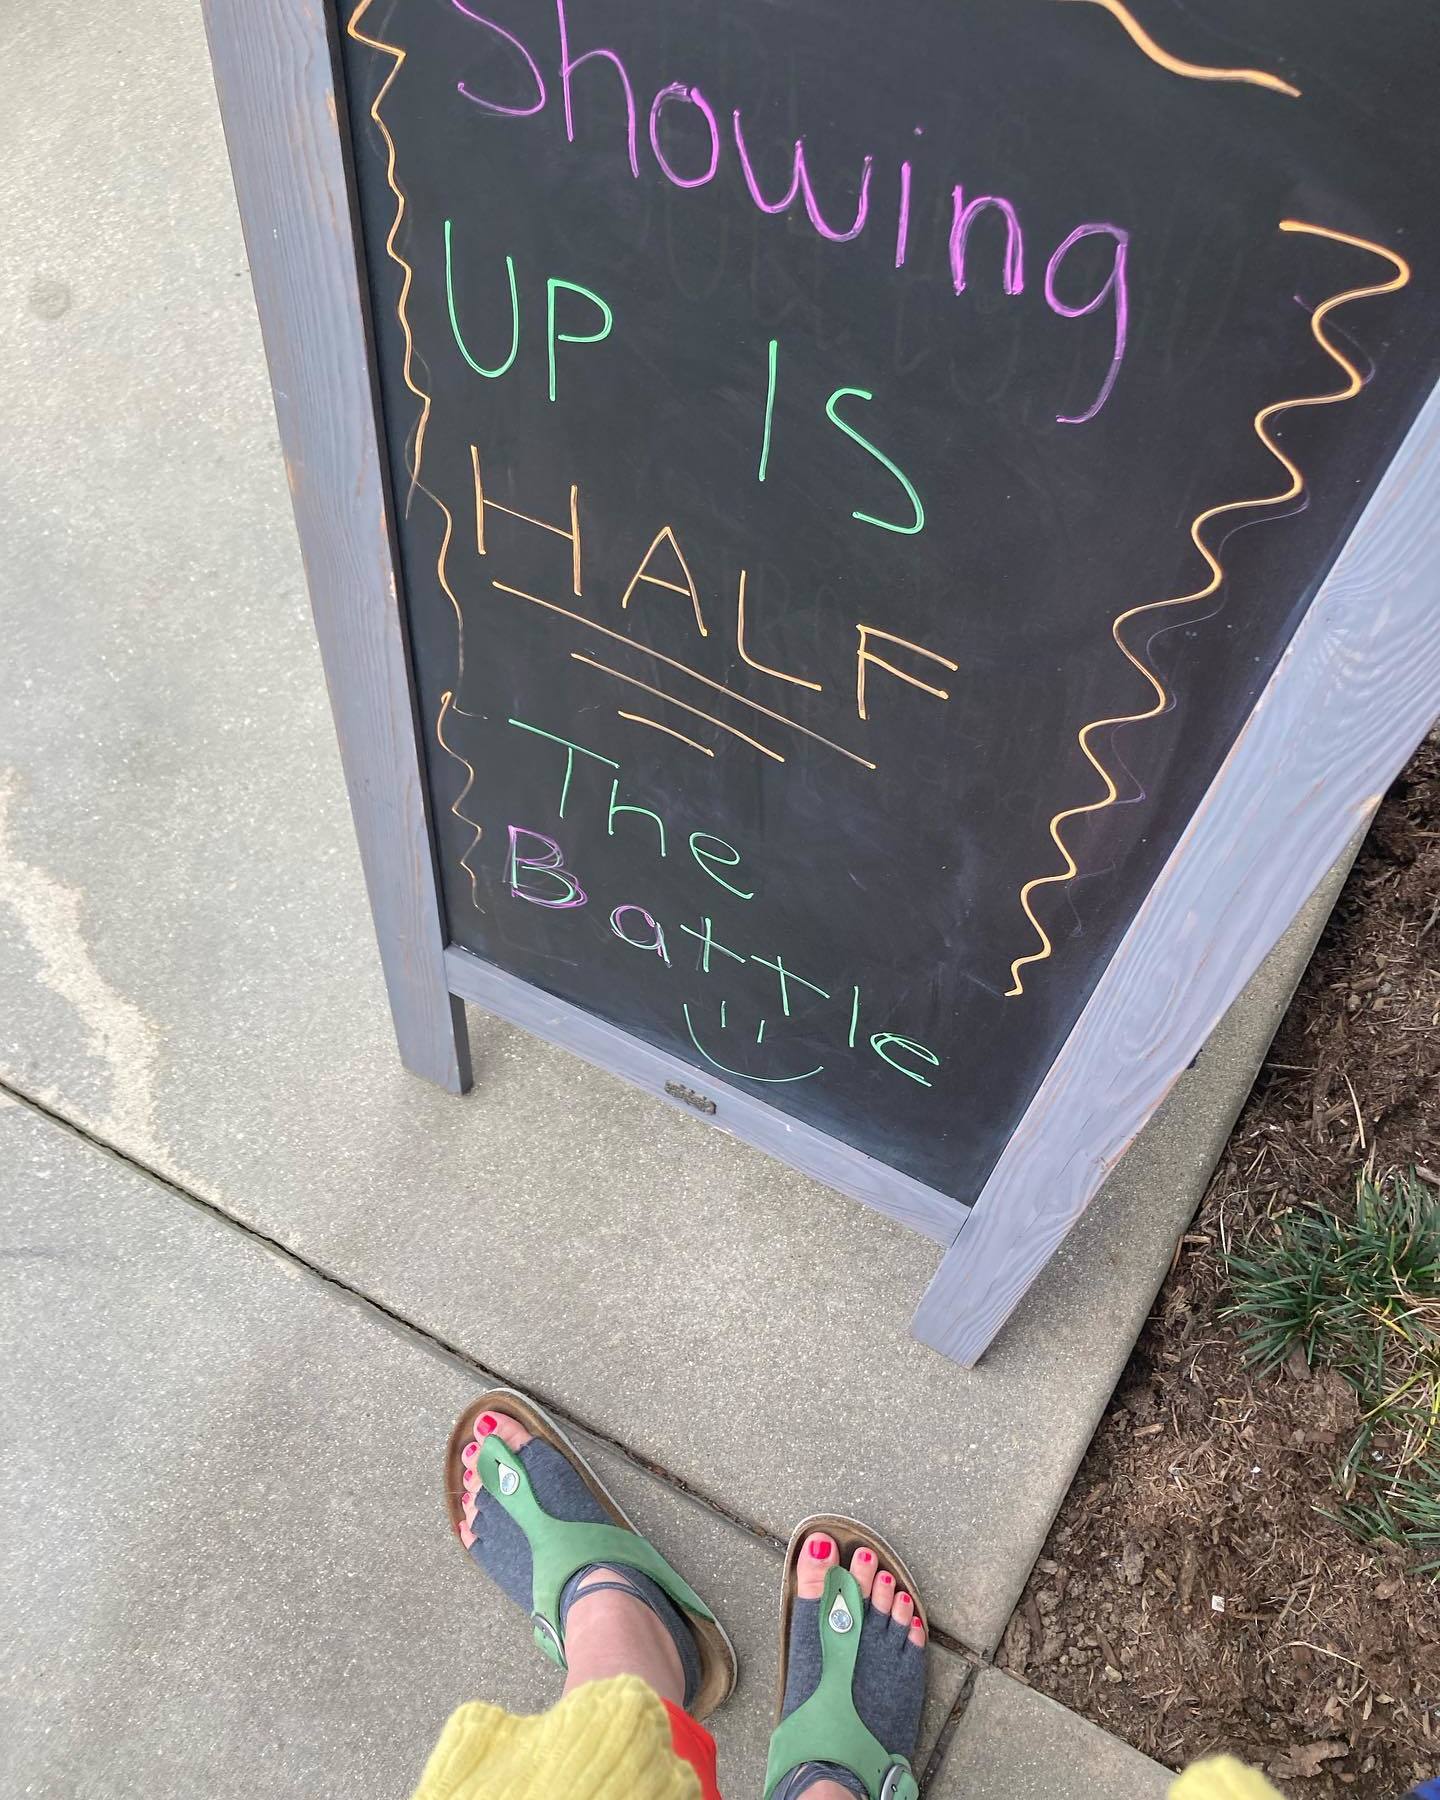 Showing
UP IS
HALF
The
Battle